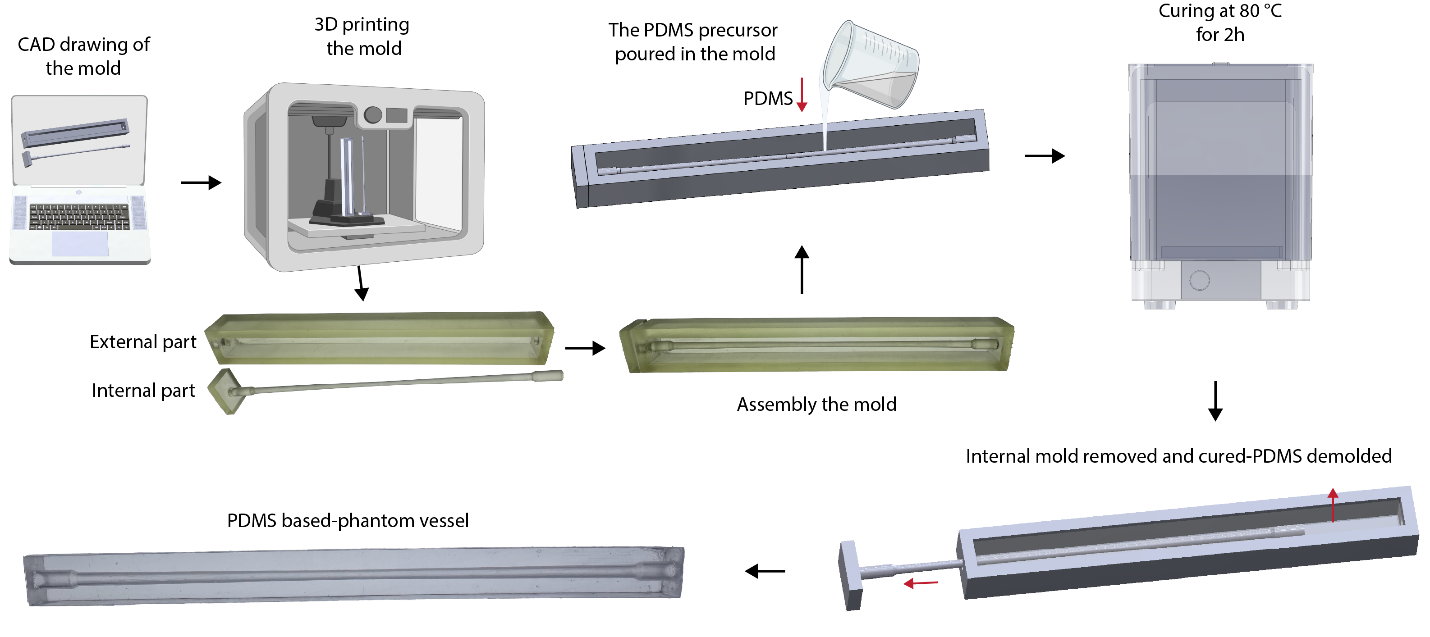 CAD drawing of
the mold
3D printing
the mold
The PDMS precursor
poured in the mold
PDMS
Curing at 80 °C
for 2h
External part
Internal part
Assembly the mold
Internal mold removed and cured-PDMS demolded
PDMS based-phantom vessel